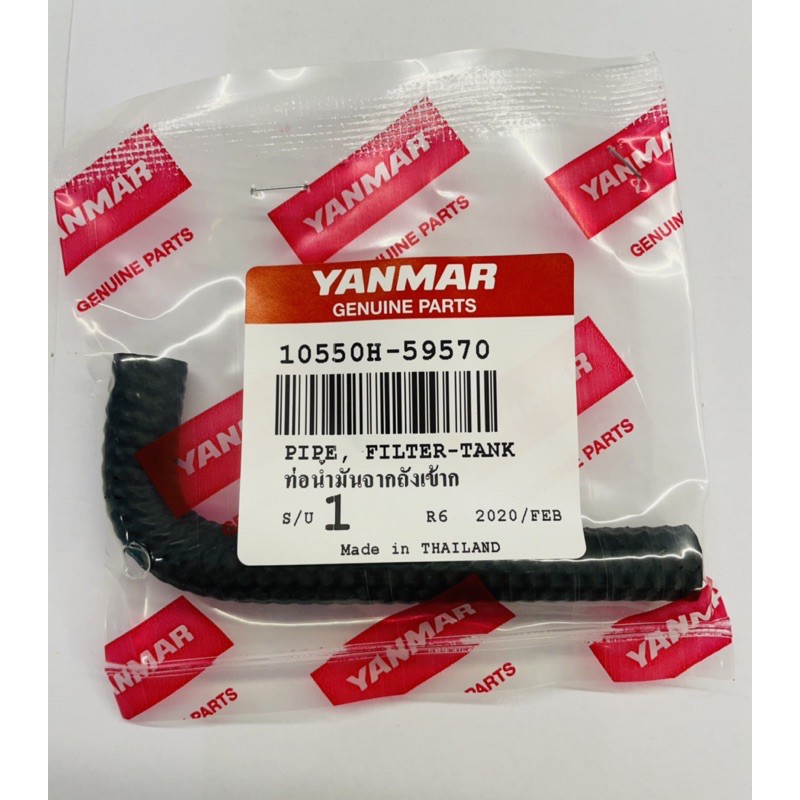 YANMAR
GENUINE PARTS
YANMAR
YANMAR
GENUINE
YANMAR
GENUINE PARTS
10550H-59570
PIPE, FILTER-TANK
ท่อน้ำมันจากถังเข้าก
S/U 1 R6 2020/FEB
Made in THAILAND
YANMAR
PARTS
YANMAR
GENUINE PARTS
YANMAR
PARTS